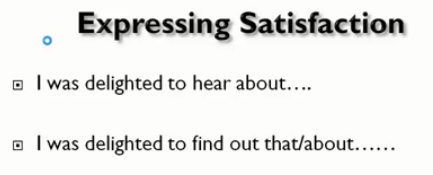 Expressing Satisfaction
I was delighted to hear about....
I was delighted to find out that/about......